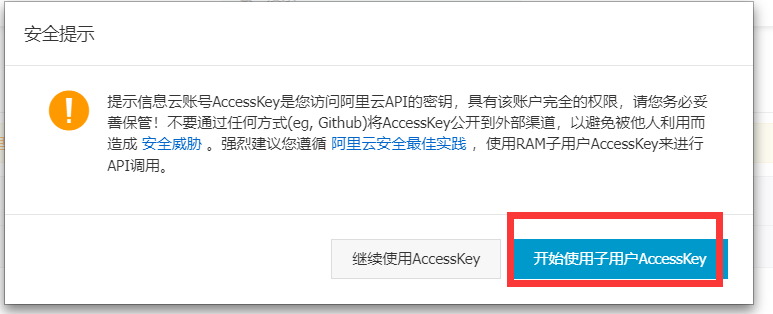 安全提示
提示信息云账号AccessKey是您访问阿里云API的密钥，具有该账户完全的权限，请您务必妥
善保管！不要通过任何方式(eg, Github)将AccessKey公开到外部渠道，以避免被他人利用而
造成 安全威胁 。强烈建议您遵循 阿里云安全最佳实践 ，使用RAM子用户AccessKey来进行
API调用。
继续使用AccessKey
开始使用子用户AccessKey